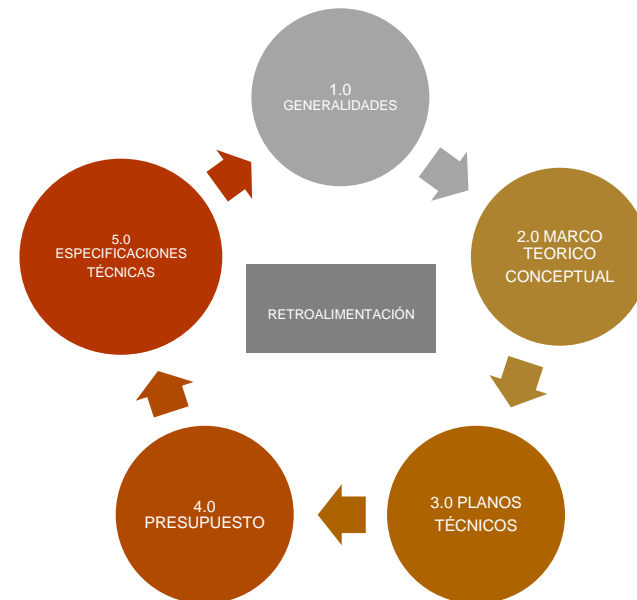 1.0
GENERALIDADES
2.0 MARCO
TEORICO
CONCEPTUAL
3.0 PLANOS
TÉCNICOS
4.0
PRESUPUESTO
5.0
ESPECIFICACIONES
TÉCNICAS
RETROALIMENTACIÓN